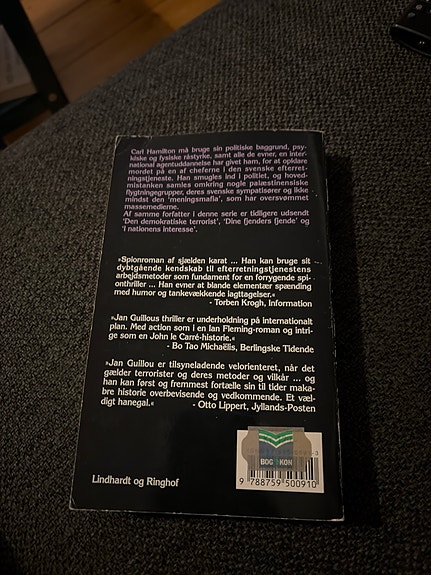 Carl Hamilton må bruge sin politiske baggrund, psy-
kiske og fysiske råstyrke, samt alle de evner, en inter-
national agentuddannelse har givet ham, for at opklare
mordet på en af cheferne i den svenske efterret-
ningstjeneste. Han smugles ind i politiet, og hoved-
mistanken samles omkring nogle palæstinensiske
flygtningegrupper, deres svenske sympatisører og ikke
mindst den 'meningsmafia', som har oversvømmet
massemedierne.
Af samme forfatter i denne serie er tidligere udsendt
'Den demokratiske terrorist', 'Dine fjenders fjende' og
'I nationens interesse'.
»Spionroman af sjælden karat ... Han kan bruge sit
dybtgående kendskab til efterretningstjenestens
arbejdsmetoder som fundament for en forrygende spi-
onthriller ... Han evner at blande elementær spænding
med humor og tankevækkende iagttagelser.«
- Torben Krogh, Information
»Jan Guillous thriller er underholdning på internationalt
plan. Med action som i en Ian Fleming-roman og intri-
ge som en John le Carré-historie.«
- Bo Tao Michaëlis, Berlingske Tidende
»Jan Guillou er tilsyneladende velorienteret, når det
gælder terrorister og deres metoder og vilkår ... og
han kan først og fremmest fortælle sin til tider maka-
bre historie overbevisende og vedkommende. Et væl-
digt hanegal.«
- Otto Lippert, Jyllands-Posten
BOG KON
9 788759 500910
Lindhardt og Ringhof